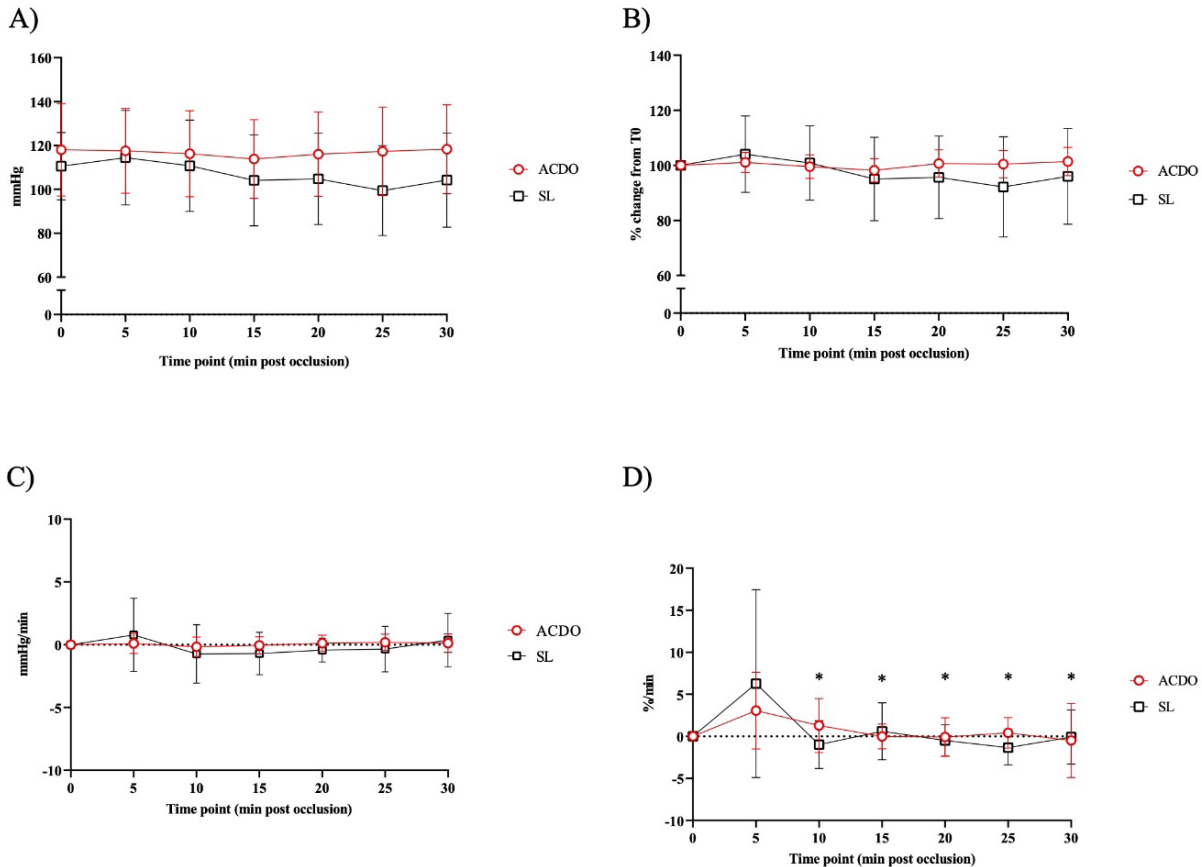 A)
160
140
120
100
80
60
0
mmHg
0 5 10 15 20 25 30
Time point (min post occlusion)
ACDO
SL
B)
140
120
100
80
60
0
% change from T0
0 5 10 15 20 25 30
Time point (min post occlusion)
ACDO
SL
C)
10
5
0
-5
-10
mmHg/min
0 5 10 15 20 25 30
Time point (min post occlusion)
ACDO
SL
D)
20
15
10
5
0
-5
-10
%/min
* * * * *
0 5 10 15 20 25 30
Time point (min post occlusion)
ACDO
SL